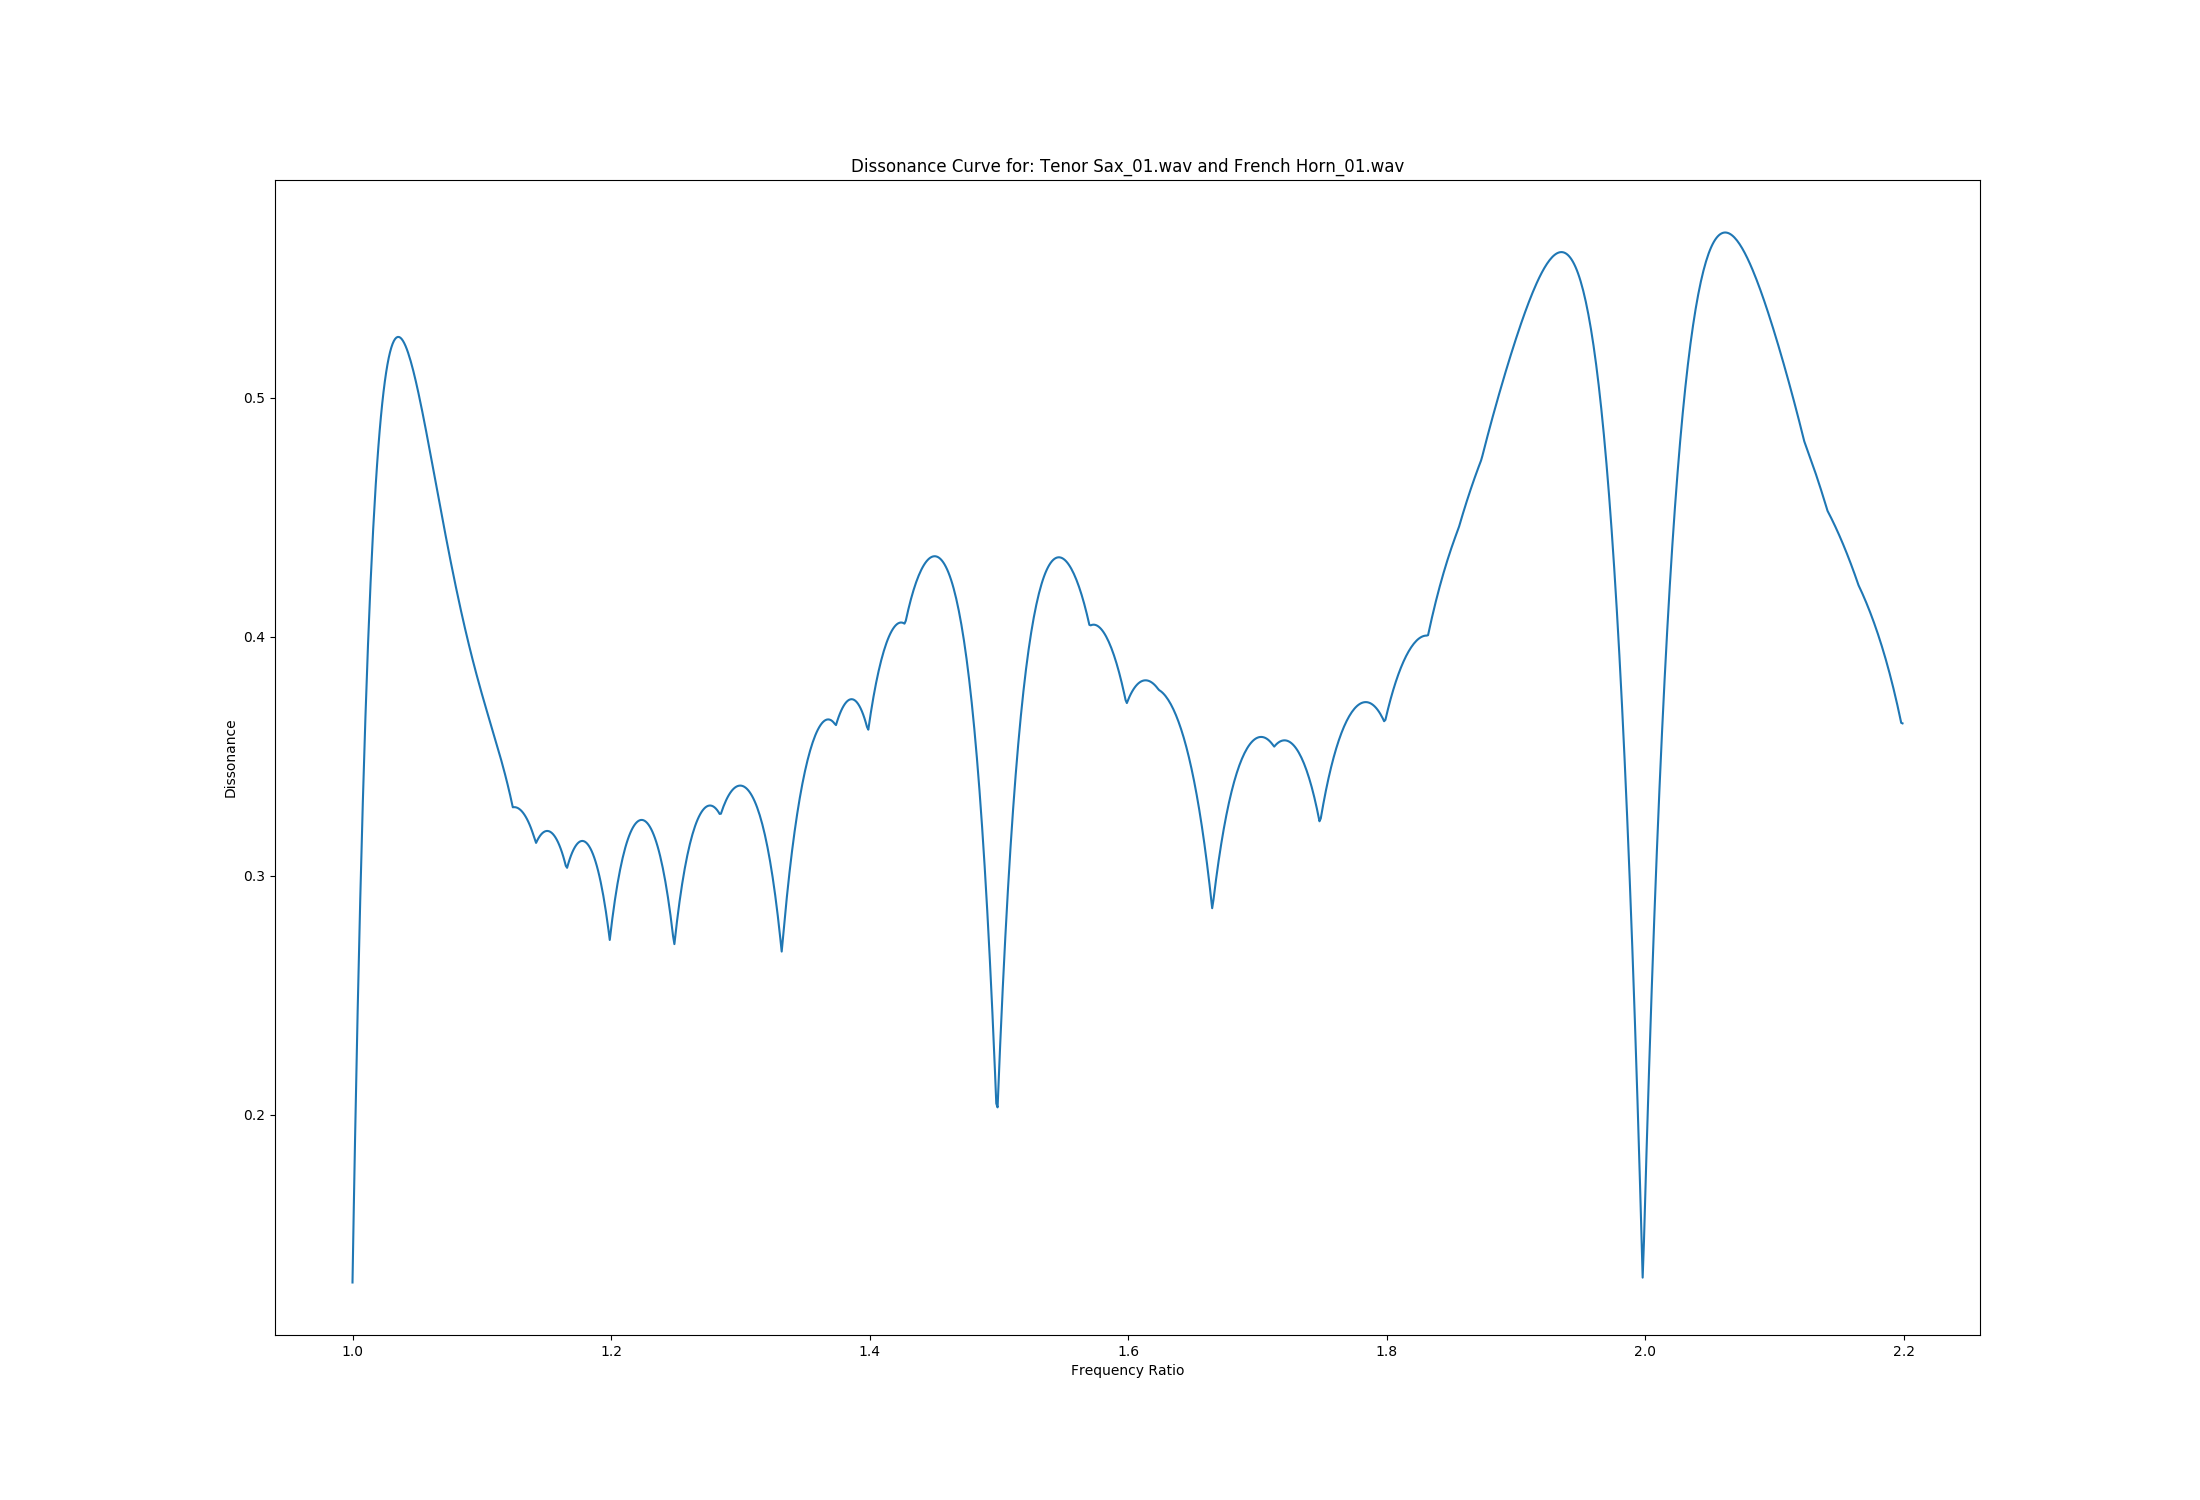 Dissonance Curve for: Tenor Sax_01.wav and French Horn_01.wav
Dissonance
0.5
0.4
0.3
0.2
1.0 1.2 1.4 1.6 1.8 2.0 2.2
Frequency Ratio